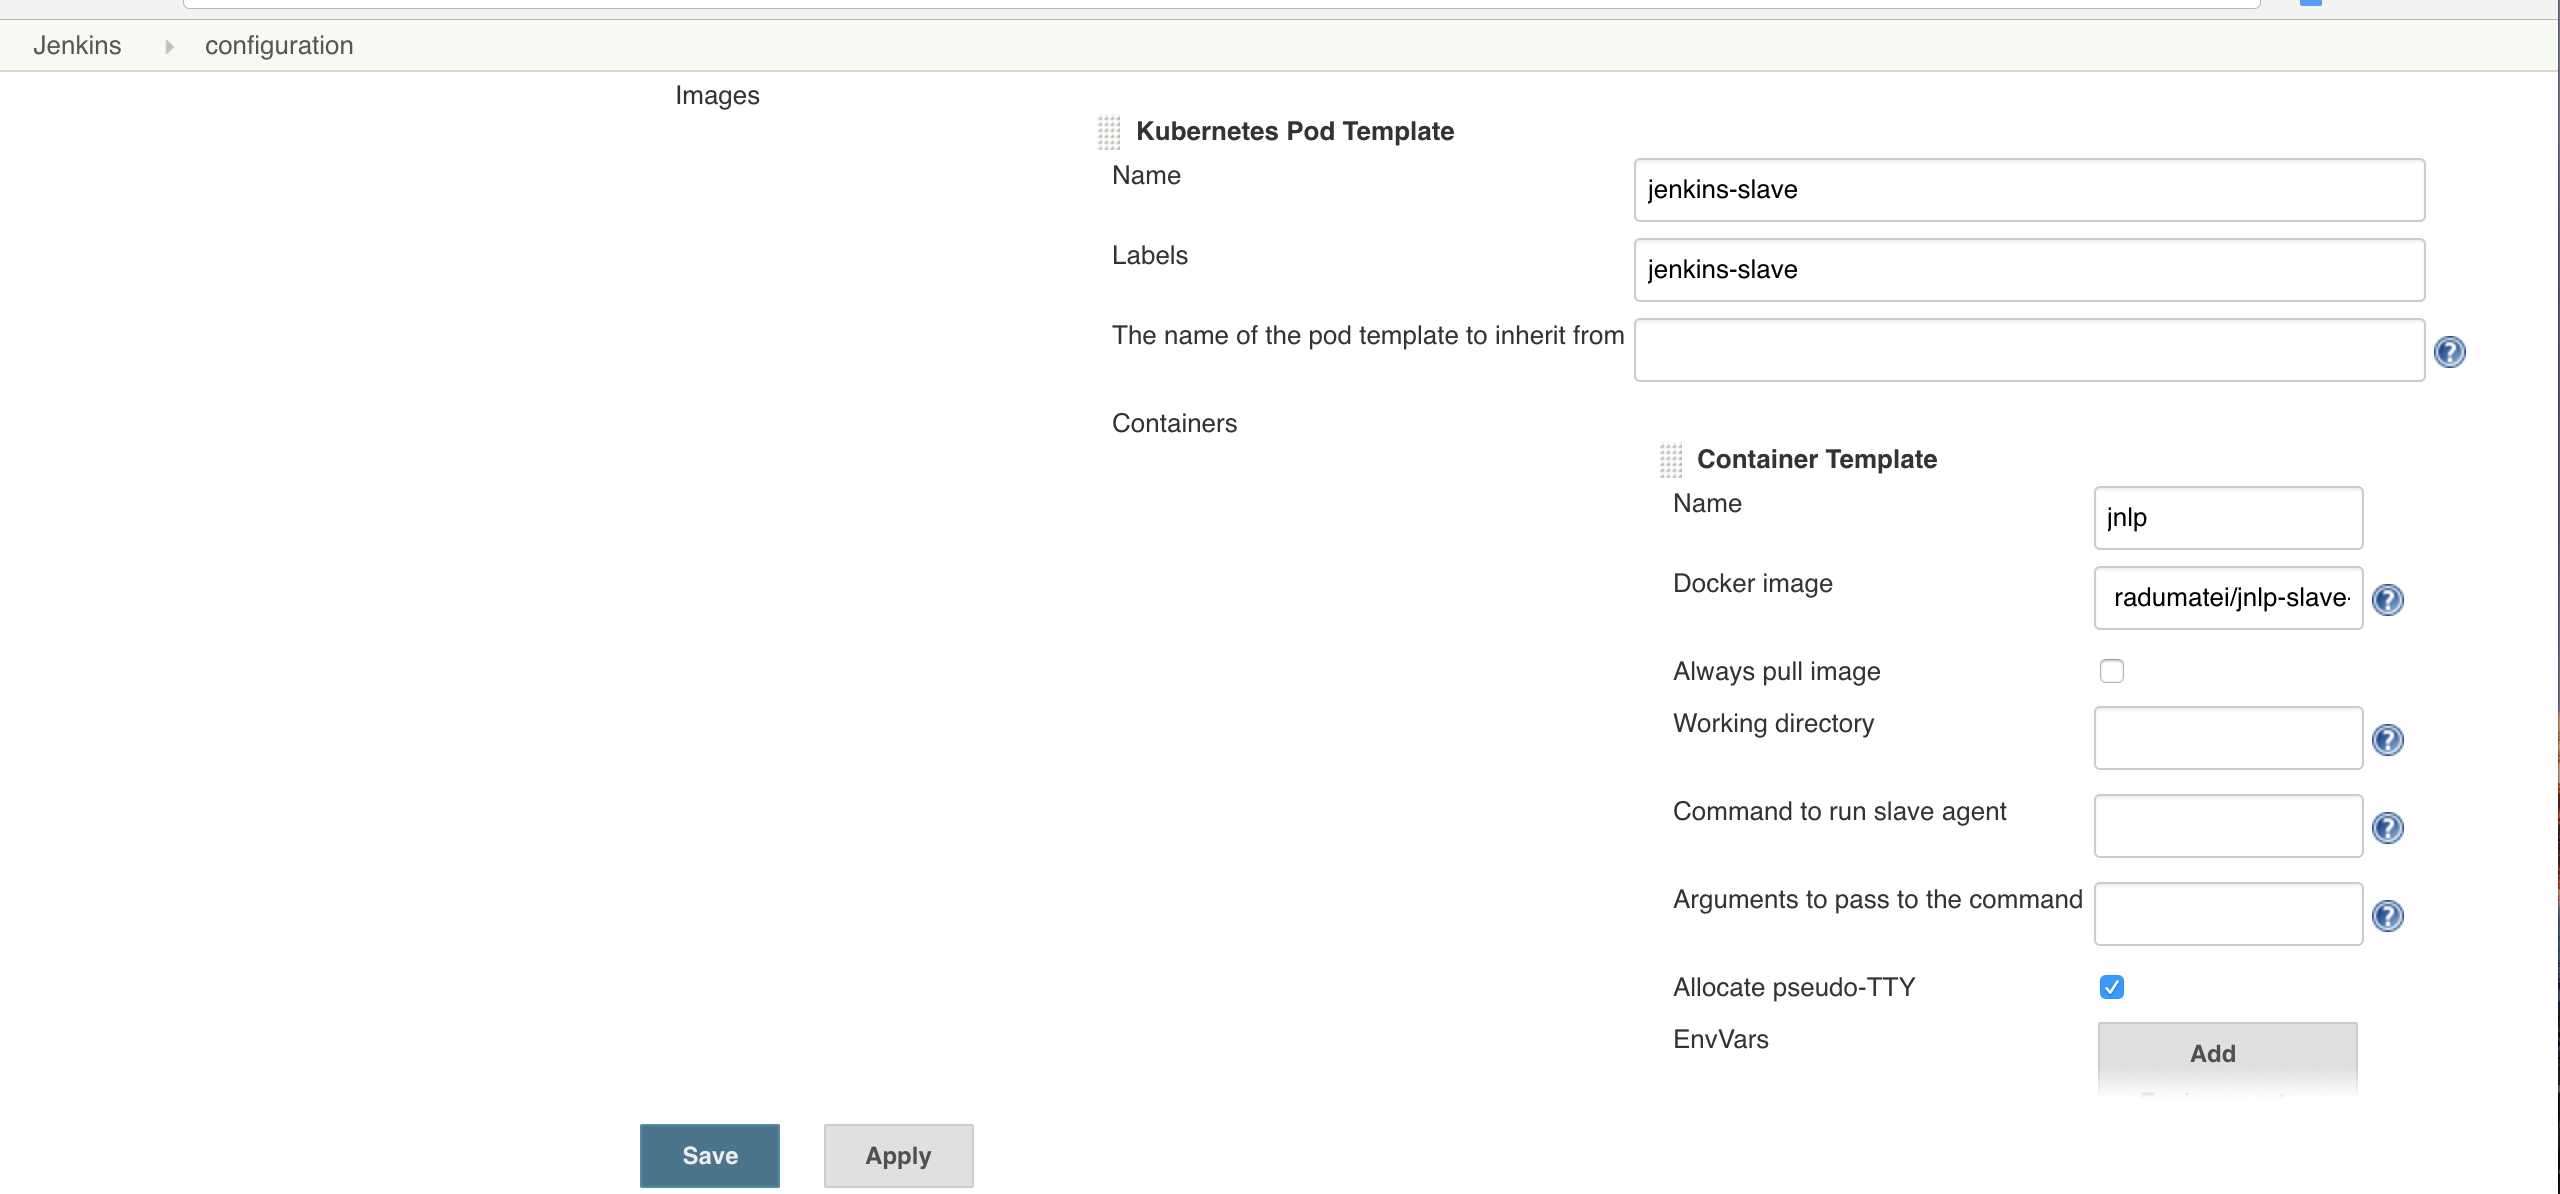 Jenkins configuration
Images
Kubernetes Pod Template
Name jenkins-slave
Labels jenkins-slave
The name of the pod template to inherit from
Containers
Container Template
Name jnlp
Docker image radumatei/jnlp-slave-
Always pull image
Working directory
Command to run slave agent
Arguments to pass to the command
Allocate pseudo-TTY
EnvVars Add
Save Apply